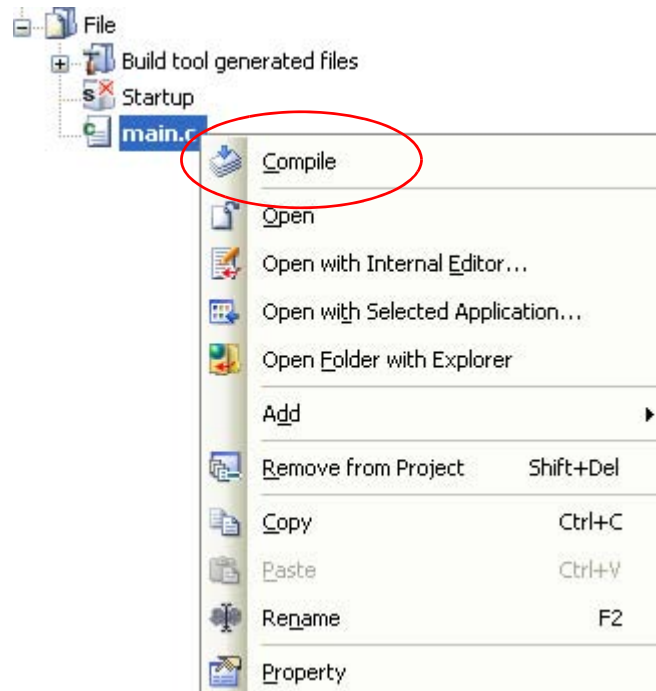 File
Build tool generated files
Startup
main.c
Compile
Open
Open with Internal Editor...
Open with Selected Application...
Open Folder with Explorer
Add
Remove from Project Shift+Del
Copy Ctrl+C
Paste Ctrl+V
Rename F2
Property